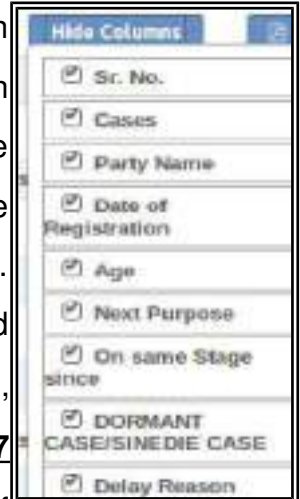 Hide Columns
Sr. No.
Cases
Party Name
Date of
Registration
Age
Next Purpose
On same Stage
since
DORMANT
CASE/SINEDIE CASE
Delay Reason